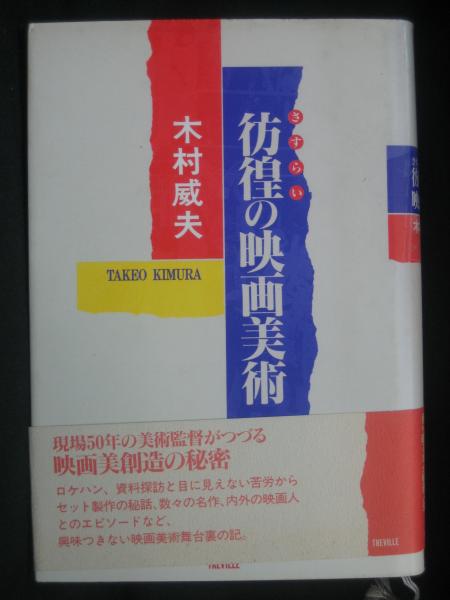 さすらい
彷徨の映画美術
木村威夫
TAKEO KIMURA
現場50年の美術監督がつづる
映画美創造の秘密
ロケハン、資料探訪と目に見えない苦労から
セット製作の秘話、数々の名作、内外の映画人
とのエピソードなど、
興味つきない映画美術舞台裏の記。
TREVILLE
TREVILLE